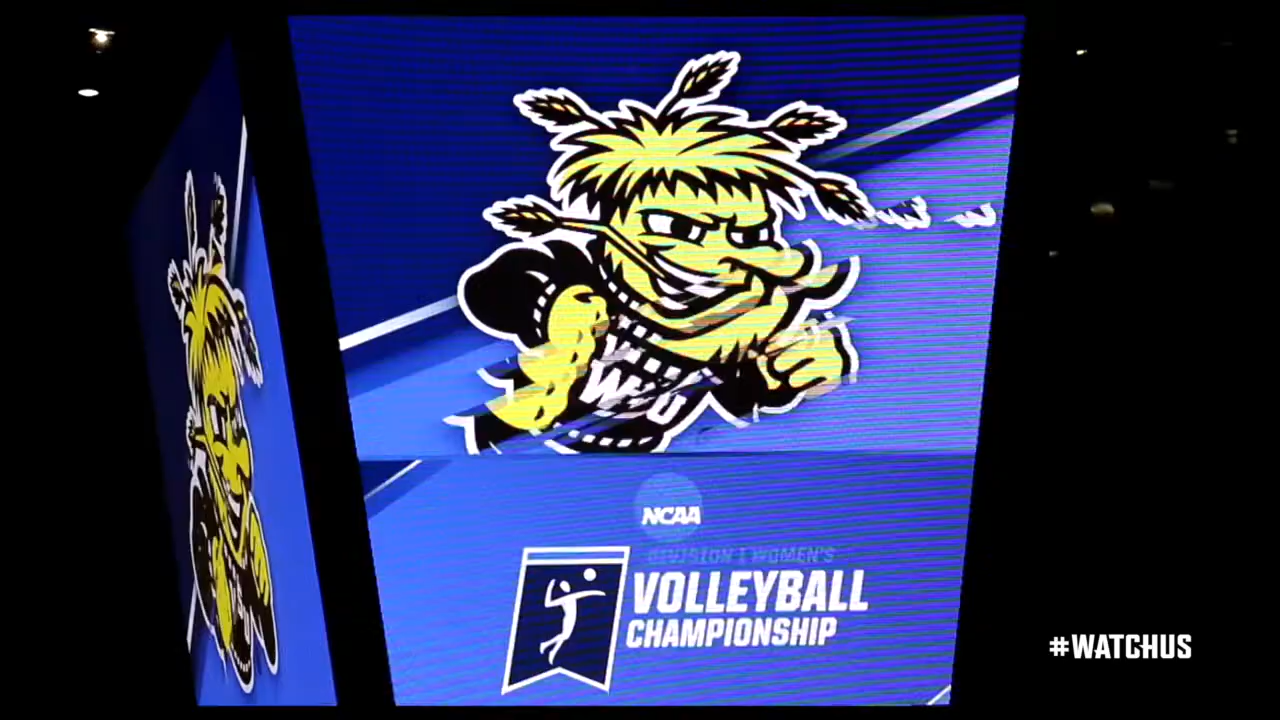 WSU
NCAA
DIVISION I WOMEN'S
VOLLEYBALL
CHAMPIONSHIP
#WATCHUS